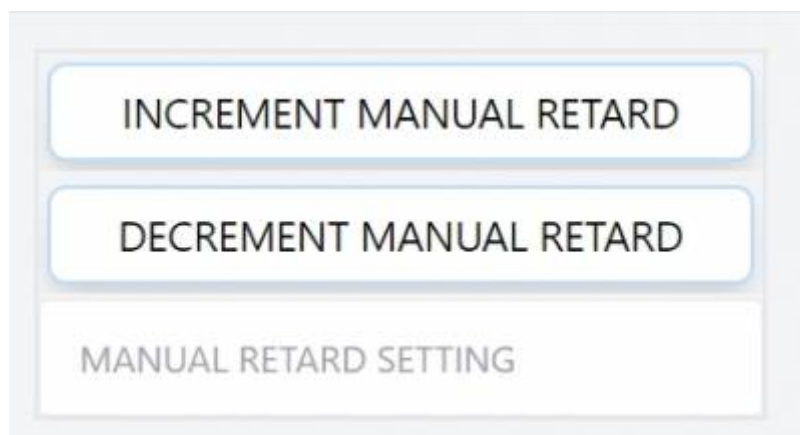 INCREMENT MANUAL RETARD
DECREMENT MANUAL RETARD
MANUAL RETARD SETTING